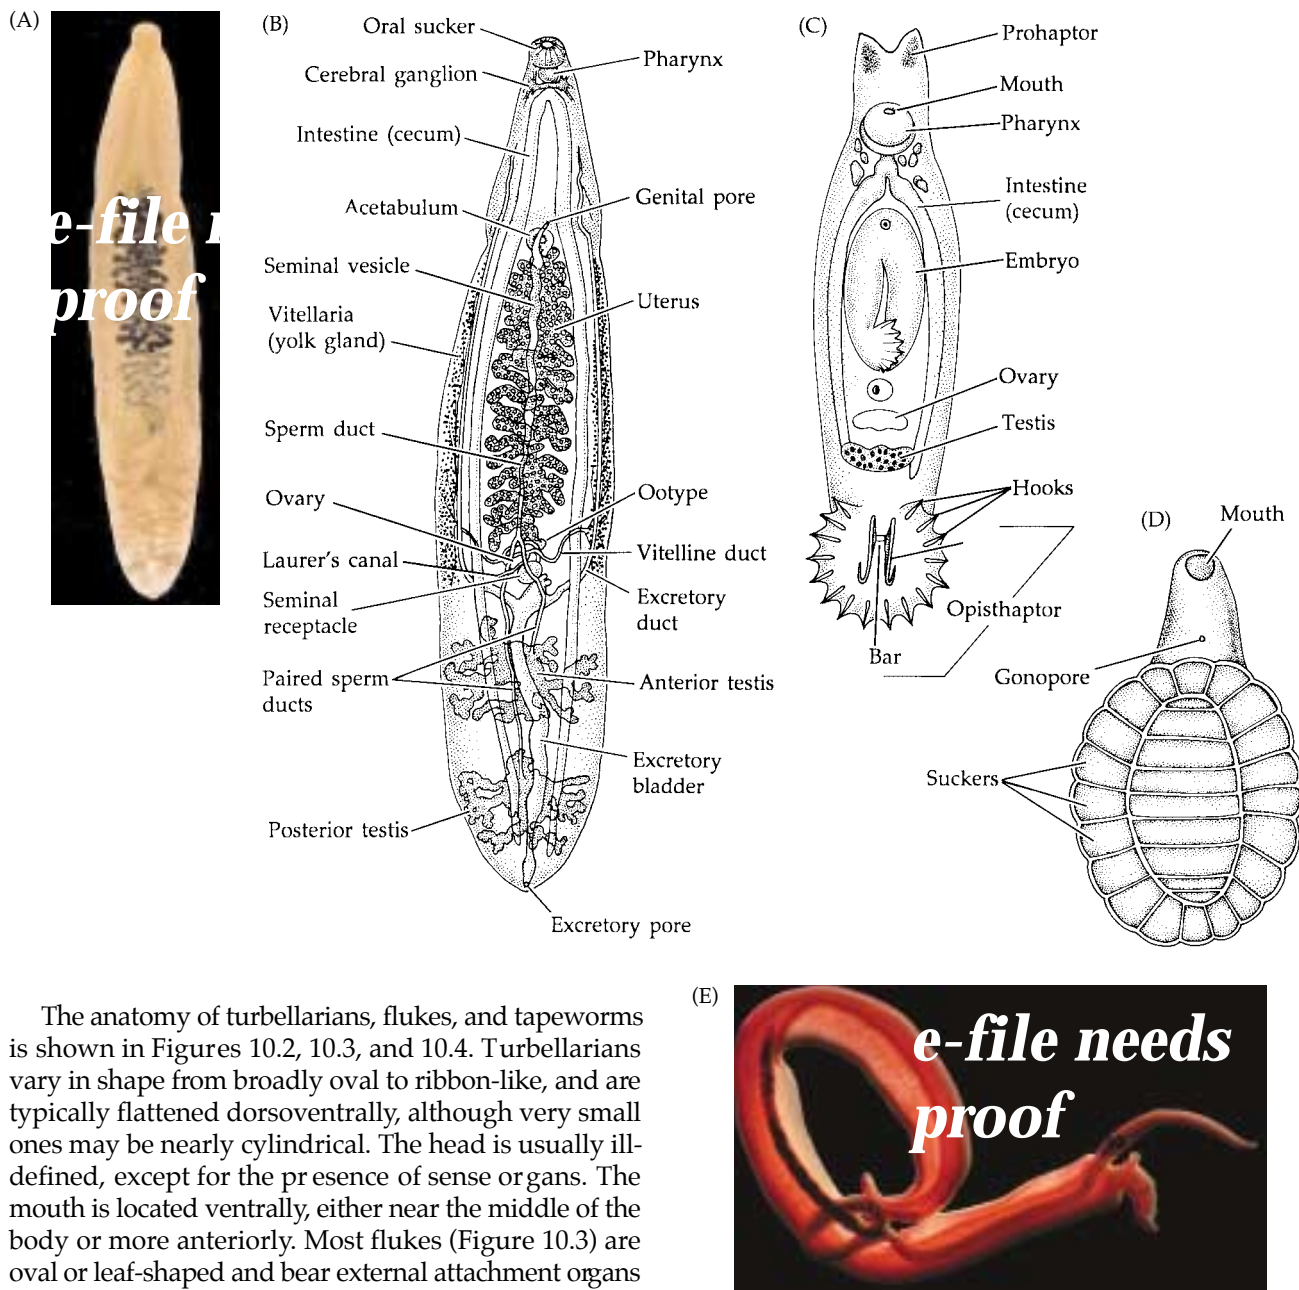 (A)
e-file n
proof
(B)
Oral sucker
Cerebral ganglion
Intestine (cecum)
Acetabulum
Seminal vesicle
Vitellaria
(yolk gland)
Sperm duct
Ovary
Laurer's canal
Seminal
receptacle
Paired sperm
ducts
Posterior testis
Pharynx
Genital pore
Uterus
Ootype
Vitelline duct
Excretory
duct
Anterior testis
Excretory
bladder
Excretory pore
(C)
Prohaptor
Mouth
Pharynx
Intestine
(cecum)
Embryo
Ovary
Testis
Hooks
Opisthaptor
Bar
(D)
Mouth
Gonopore
Suckers
The anatomy of turbellarians, flukes, and tapeworms
is shown in Figures 10.2, 10.3, and 10.4. Turbellarians
vary in shape from broadly oval to ribbon-like, and are
typically flattened dorsoventrally, although very small
ones may be nearly cylindrical. The head is usually ill-
defined, except for the presence of sense organs. The
mouth is located ventrally, either near the middle of the
body or more anteriorly. Most flukes (Figure 10.3) are
oval or leaf-shaped and bear external attachment organs
(E)
e-file needs
proof